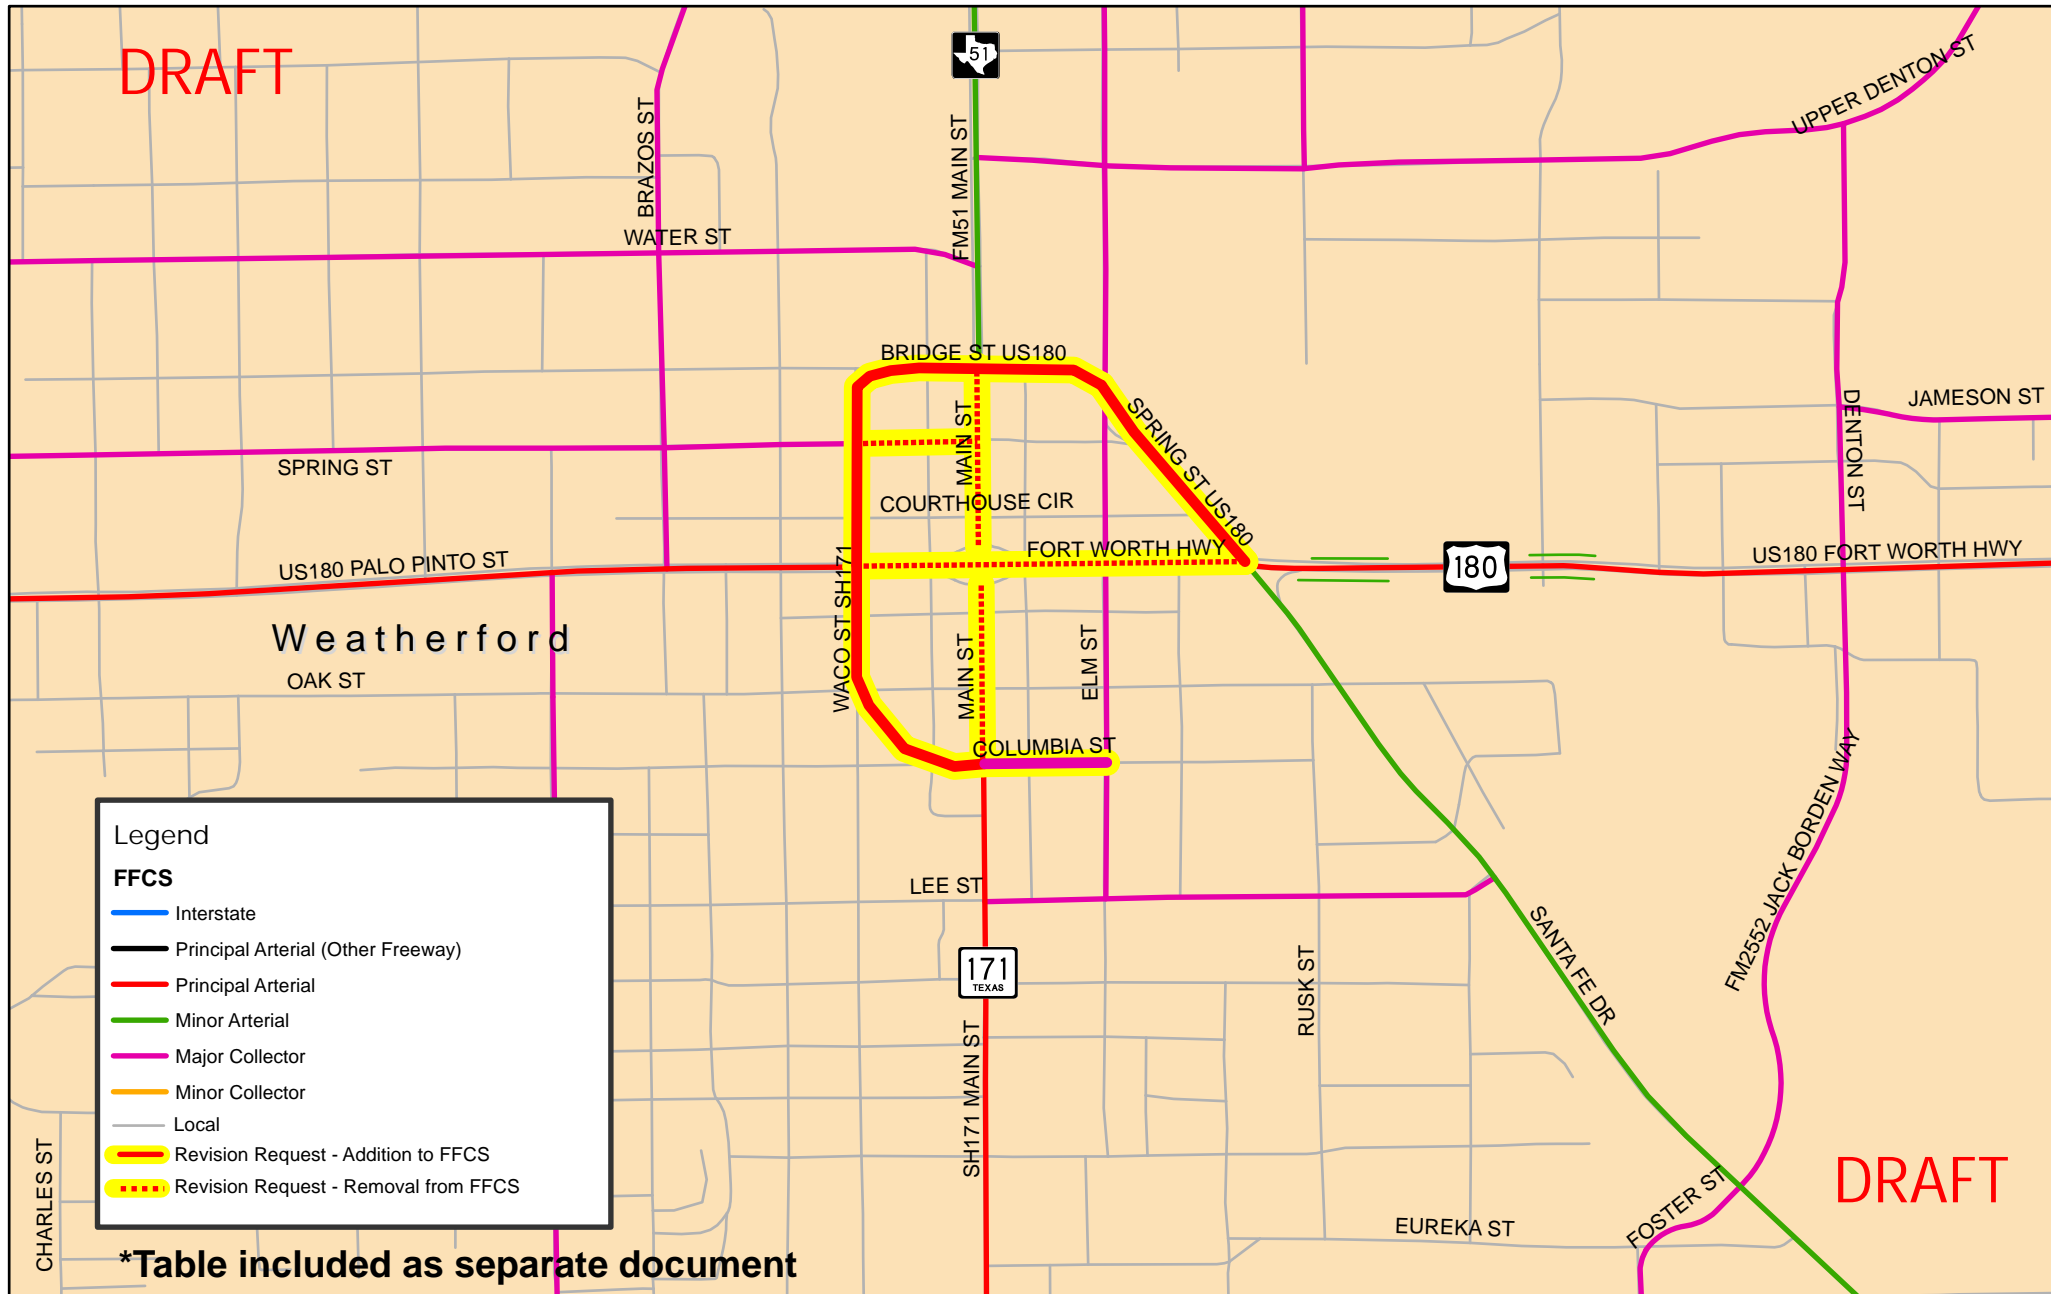 DRAFT
51
UPPER DENTON ST
BRAZOS ST
FM51 MAIN ST
WATER ST
BRIDGE ST US180
MAIN ST
SPRING ST US180
DENTON ST
JAMESON ST
SPRING ST
COURTHOUSE CIR
US180 PALO PINTO ST
FORT WORTH HWY
180
US180 FORT WORTH HWY
Weatherford
OAK ST
WACO ST SH171
MAIN ST
ELM ST
COLUMBIA ST
LEE ST
171
TEXAS
SH171 MAIN ST
RUSK ST
SANTA FE DR
FM2552 JACK BORDEN WAY
FOSTER ST
EUREKA ST
CHARLES ST
Legend
FFCS
Interstate
Principal Arterial (Other Freeway)
Principal Arterial
Minor Arterial
Major Collector
Minor Collector
Local
Revision Request - Addition to FFCS
Revision Request - Removal from FFCS
*Table included as separate document
DRAFT